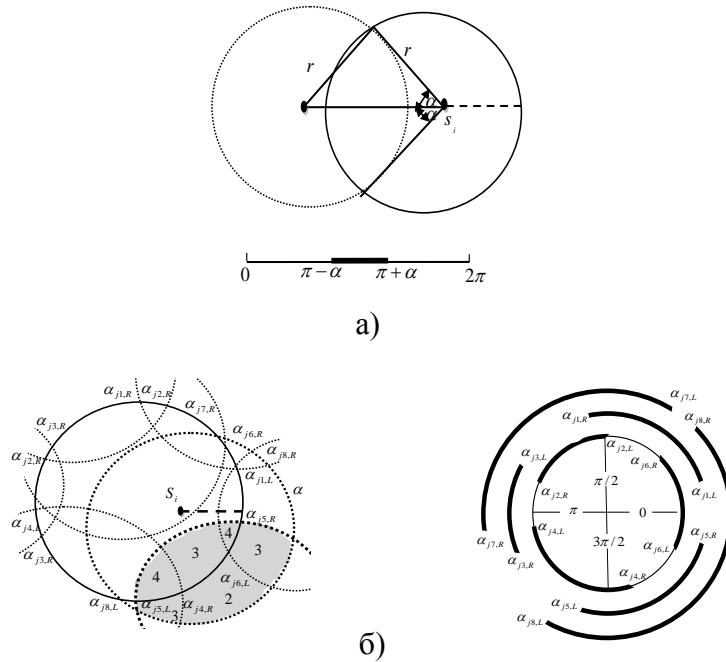 r r
α
α
s_i
0 π−α π+α 2π
а)
α_{j1,R} α_{j2,R}
α_{j7,R}
α_{j3,R}
α_{j6,R}
α_{j8,R}
α_{j2,R}
α_{j1,L} α
S_i
α_{j5,R}
α_{j4,L}
4
3 3
α_{j3,R}
4 α_{j6,L}
2
α_{j8,L} α_{j5,L} α_{j4,R}
3
α_{j7,L}
α_{j8,R}
α_{j1,R}
α_{j2,L}
α_{j3,L} α_{j6,R}
π/2
α_{j2,R} α_{j1,L}
π 0
α_{j4,L}
3π/2 α_{j5,R}
α_{j7,R} α_{j6,L}
α_{j3,R}
α_{j4,R}
α_{j5,L}
α_{j8,L}
б)